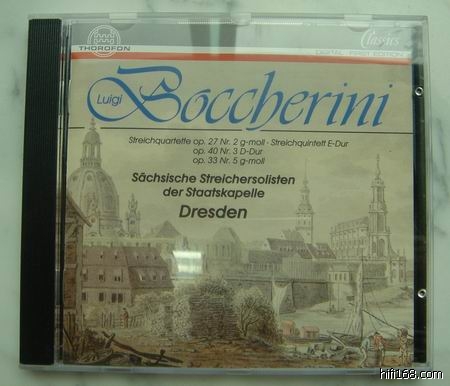 THOROFON
Classics
DIGITAL FIRST EDITION
Luigi
Boccherini
Streichquartette op. 27 Nr. 2 g-moll · Streichquintett E-Dur
op. 40 Nr. 3 D-Dur
op. 33 Nr. 5 g-moll
Sächsische Streichersolisten
der Staatskapelle
Dresden
hifi168.com